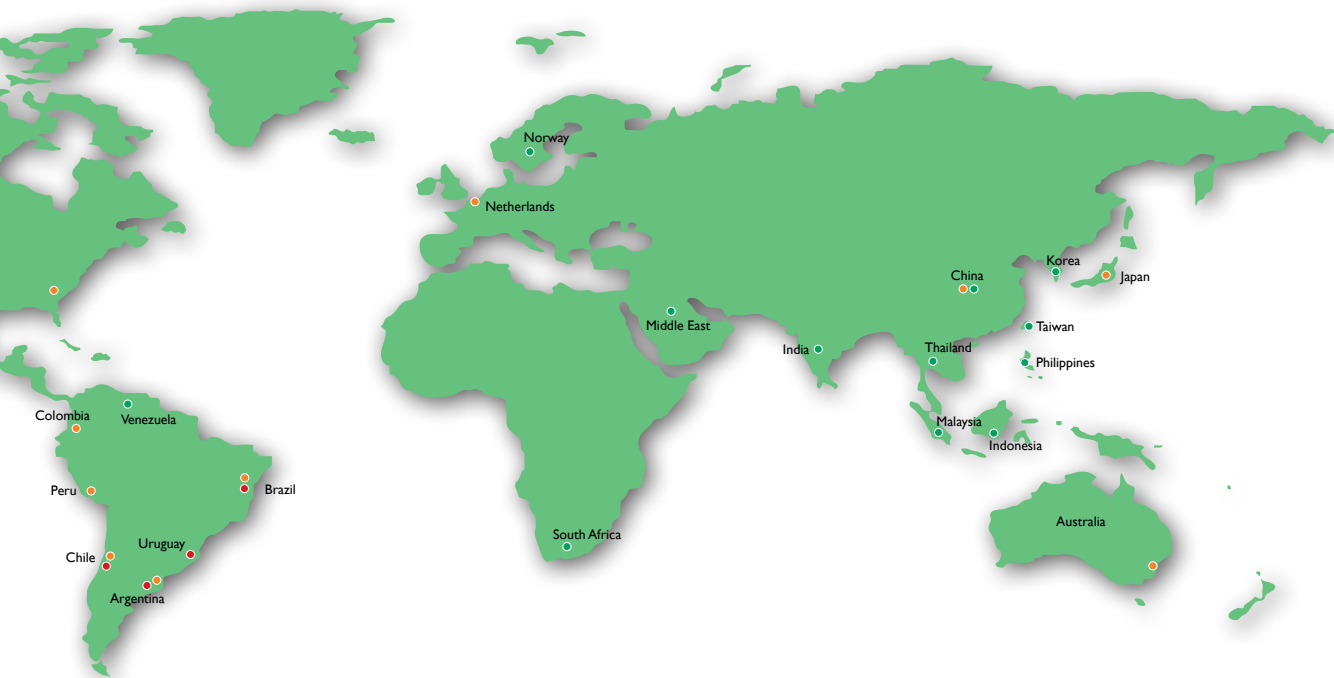 Norway
Netherlands
Korea
China
Japan
Middle East
Taiwan
India
Thailand
Philippines
Colombia
Venezuela
Malaysia
Indonesia
Peru
Brazil
Australia
South Africa
Uruguay
Chile
Argentina